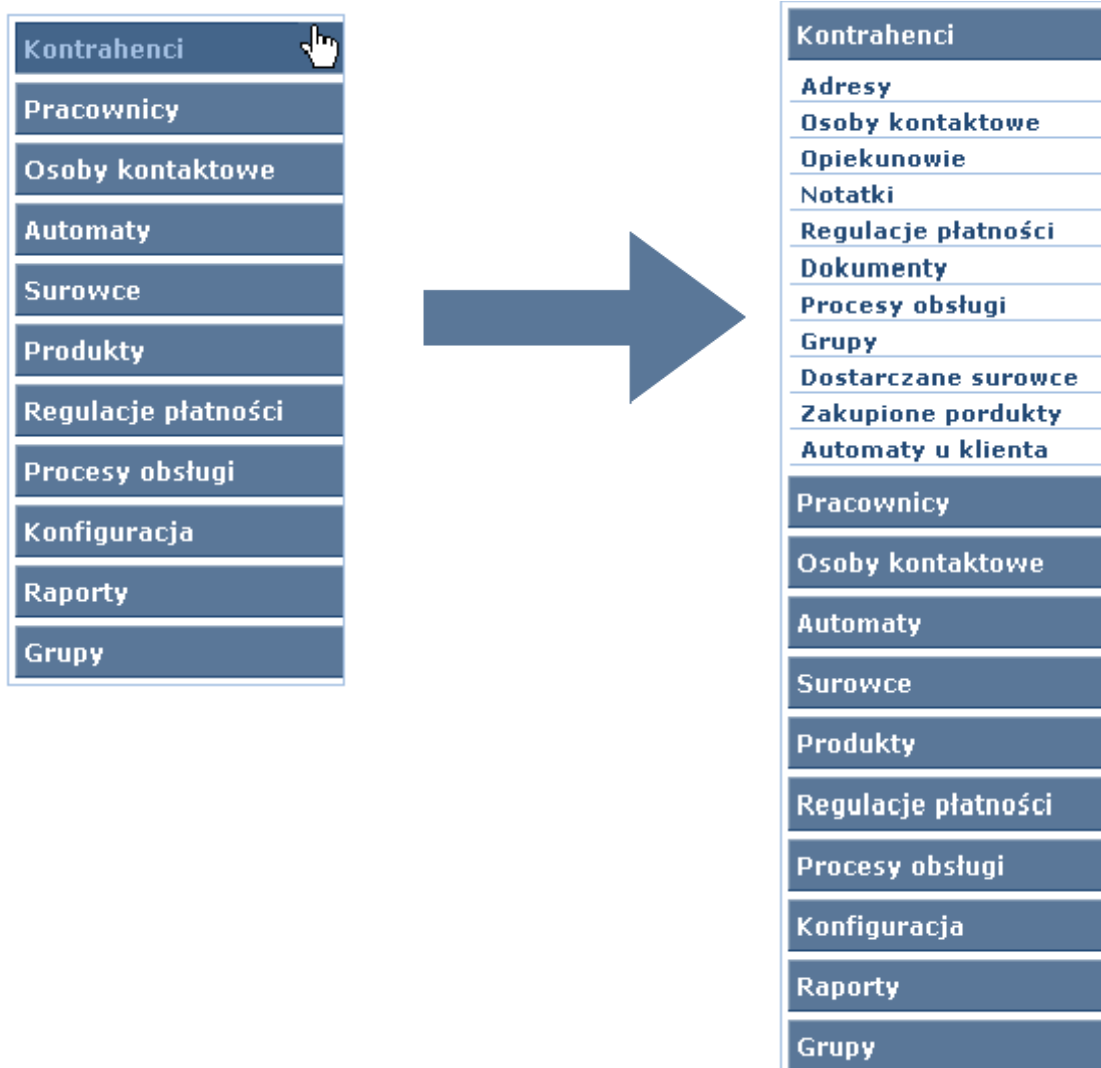 Kontrahenci
Pracownicy
Osoby kontaktowe
Automaty
Surowce
Produkty
Regulacje płatności
Procesy obsługi
Konfiguracja
Raporty
Grupy
Kontrahenci
Adresy
Osoby kontaktowe
Opiekunowie
Notatki
Regulacje płatności
Dokumenty
Procesy obsługi
Grupy
Dostarczane surowce
Zakupione pordukty
Automaty u klienta
Pracownicy
Osoby kontaktowe
Automaty
Surowce
Produkty
Regulacje płatności
Procesy obsługi
Konfiguracja
Raporty
Grupy